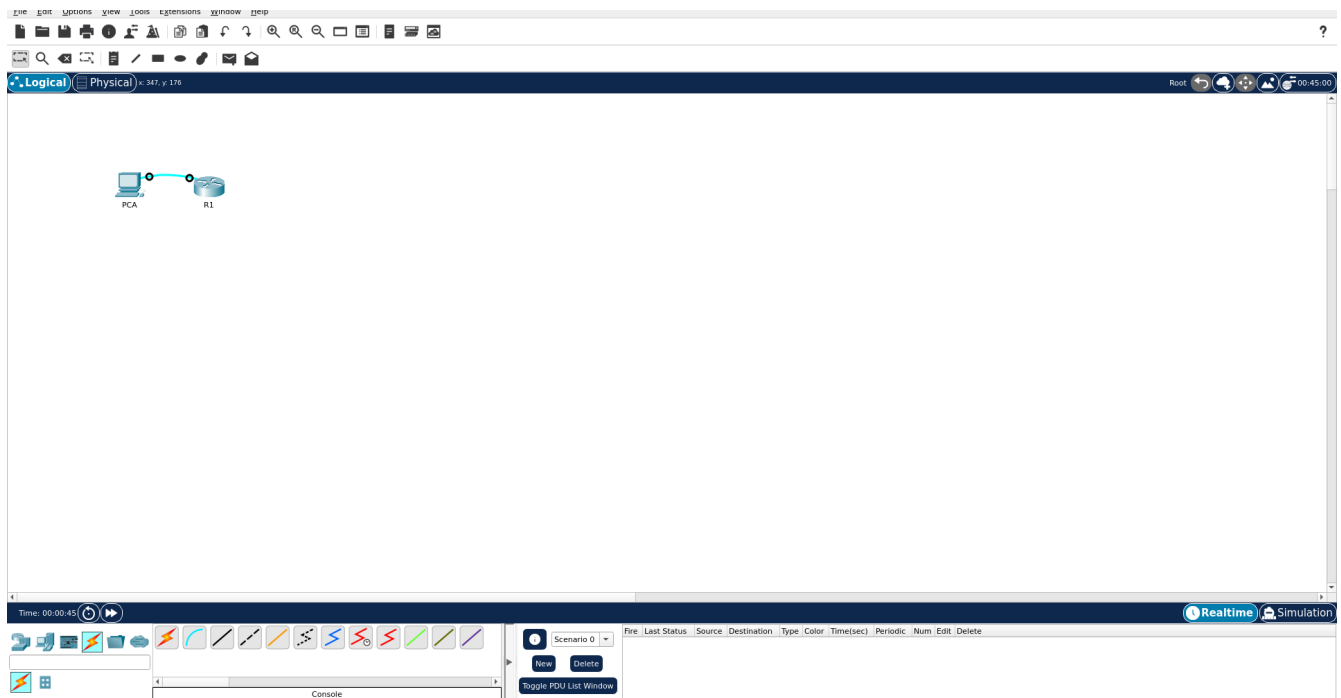 File Edit Options View Tools Extensions Window Help
?
Logical Physical x: 347, y: 176 Root 00:45:00
PCA R1
Time: 00:00:45 Realtime Simulation
Scenario 0 Fire Last Status Source Destination Type Color Time(sec) Periodic Num Edit Delete
New Delete
Toggle PDU List Window
Console